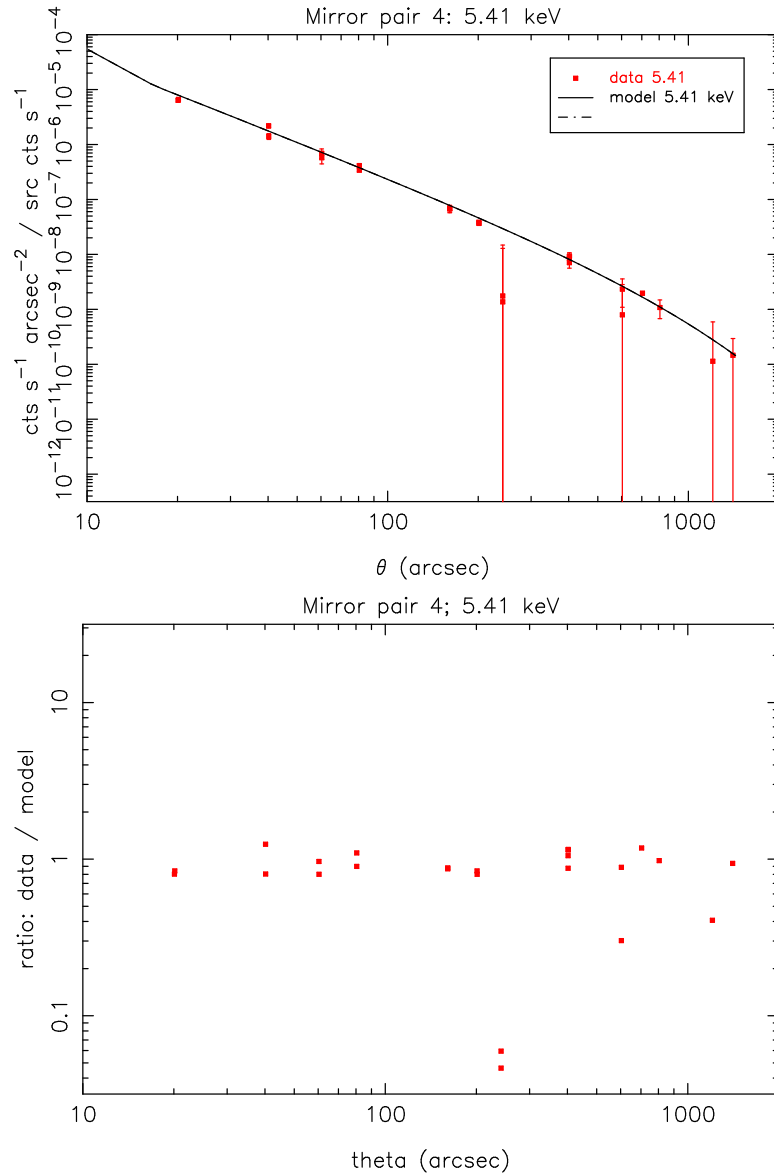 Mirror pair 4: 5.41 keV
cts s⁻¹ arcsec⁻² / src cts s⁻¹
10⁻⁴
10⁻⁵
10⁻⁶
10⁻⁷
10⁻⁸
10⁻⁹
10⁻¹⁰
10⁻¹¹
10⁻¹²
data 5.41
model 5.41 keV
10
100
1000
θ (arcsec)
Mirror pair 4; 5.41 keV
ratio: data / model
10
1
0.1
10
100
1000
theta (arcsec)